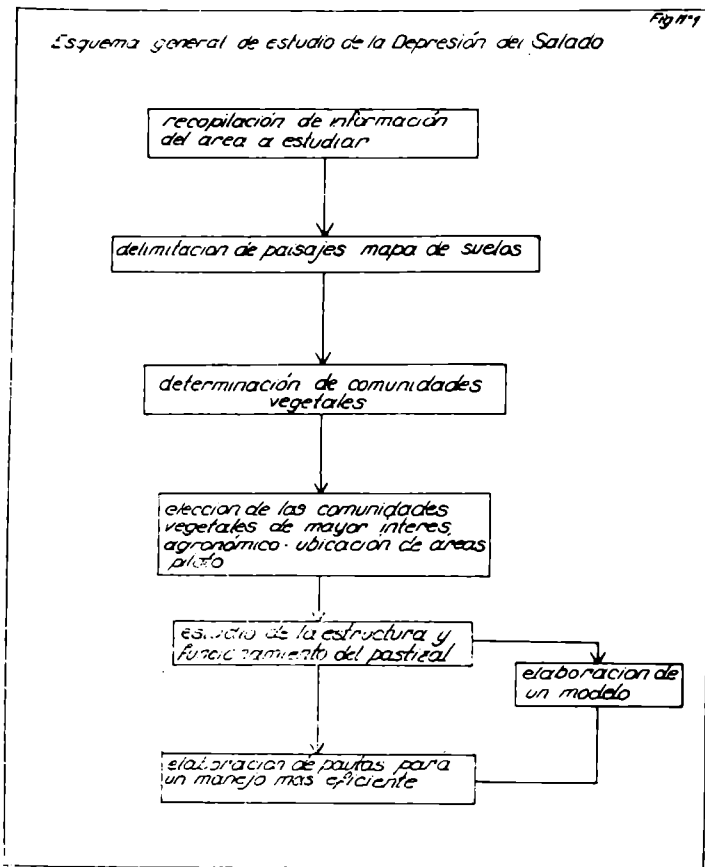 Fig Nº1
Esquema general de estudio de la Depresión del Salado
recopilación de información
del area a estudiar
delimitacion de paisajes mapa de suelos
determinación de comunidades
vegetales
eleccion de las comunidades
vegetales de mayor interes
agronómico - ubicación de areas
piloto
estudio de la estructura y
funcionamiento del pastizal
elaboracion de
un modelo
elaboracion de pautas para
un manejo mas eficiente